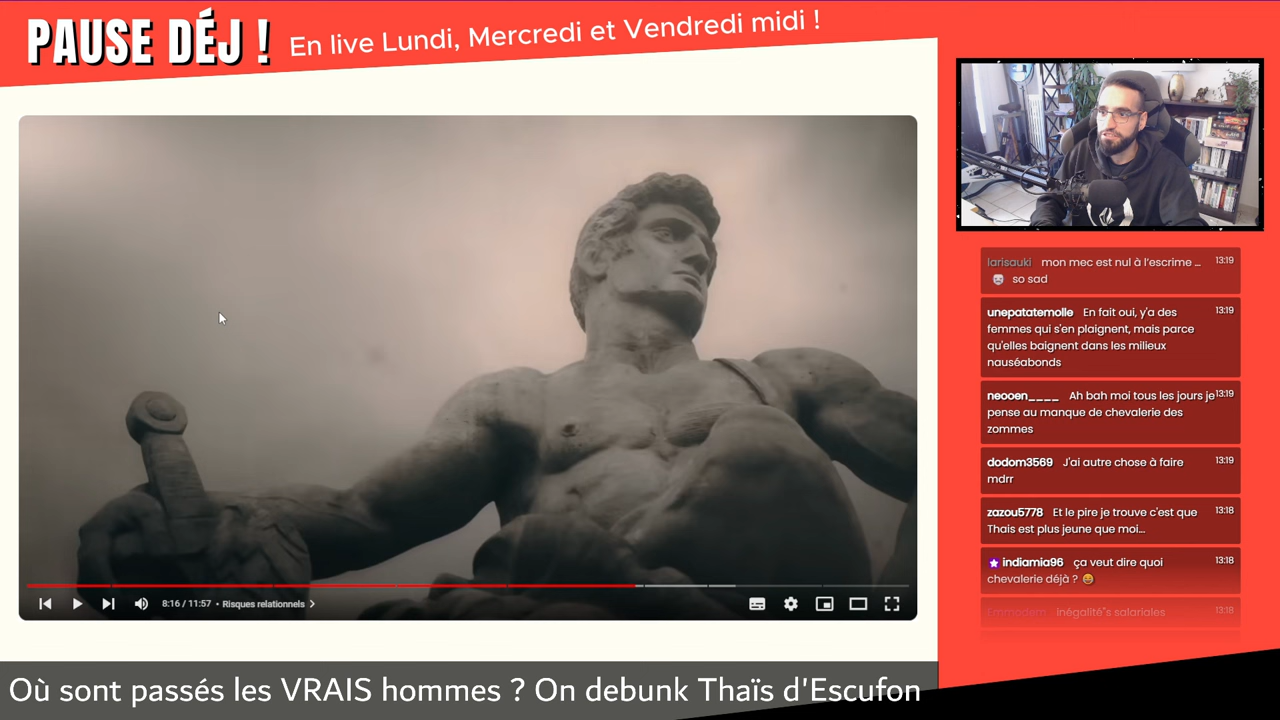 PAUSE DÉJ !
En live Lundi, Mercredi et Vendredi midi !
larisauki mon mec est nul à l'escrime … 13:19
so sad
unepatatemolle En fait oui, y'a des 13:19
femmes qui s'en plaignent, mais parce
qu'elles baignent dans les milieux
nauséabonds
neooen____ Ah bah moi tous les jours je 13:19
pense au manque de chevalerie des
zommes
dodom3569 J'ai autre chose à faire 13:19
mdrr
zazou5778 Et le pire je trouve c'est que 13:18
Thais est plus jeune que moi...
indiamia96 ça veut dire quoi 13:18
chevalerie déjà ?
Emmodem inégalité"s salariales 13:18
8:16 / 11:57 • Risques relationnels
Où sont passés les VRAIS hommes ? On debunk Thaïs d'Escufon